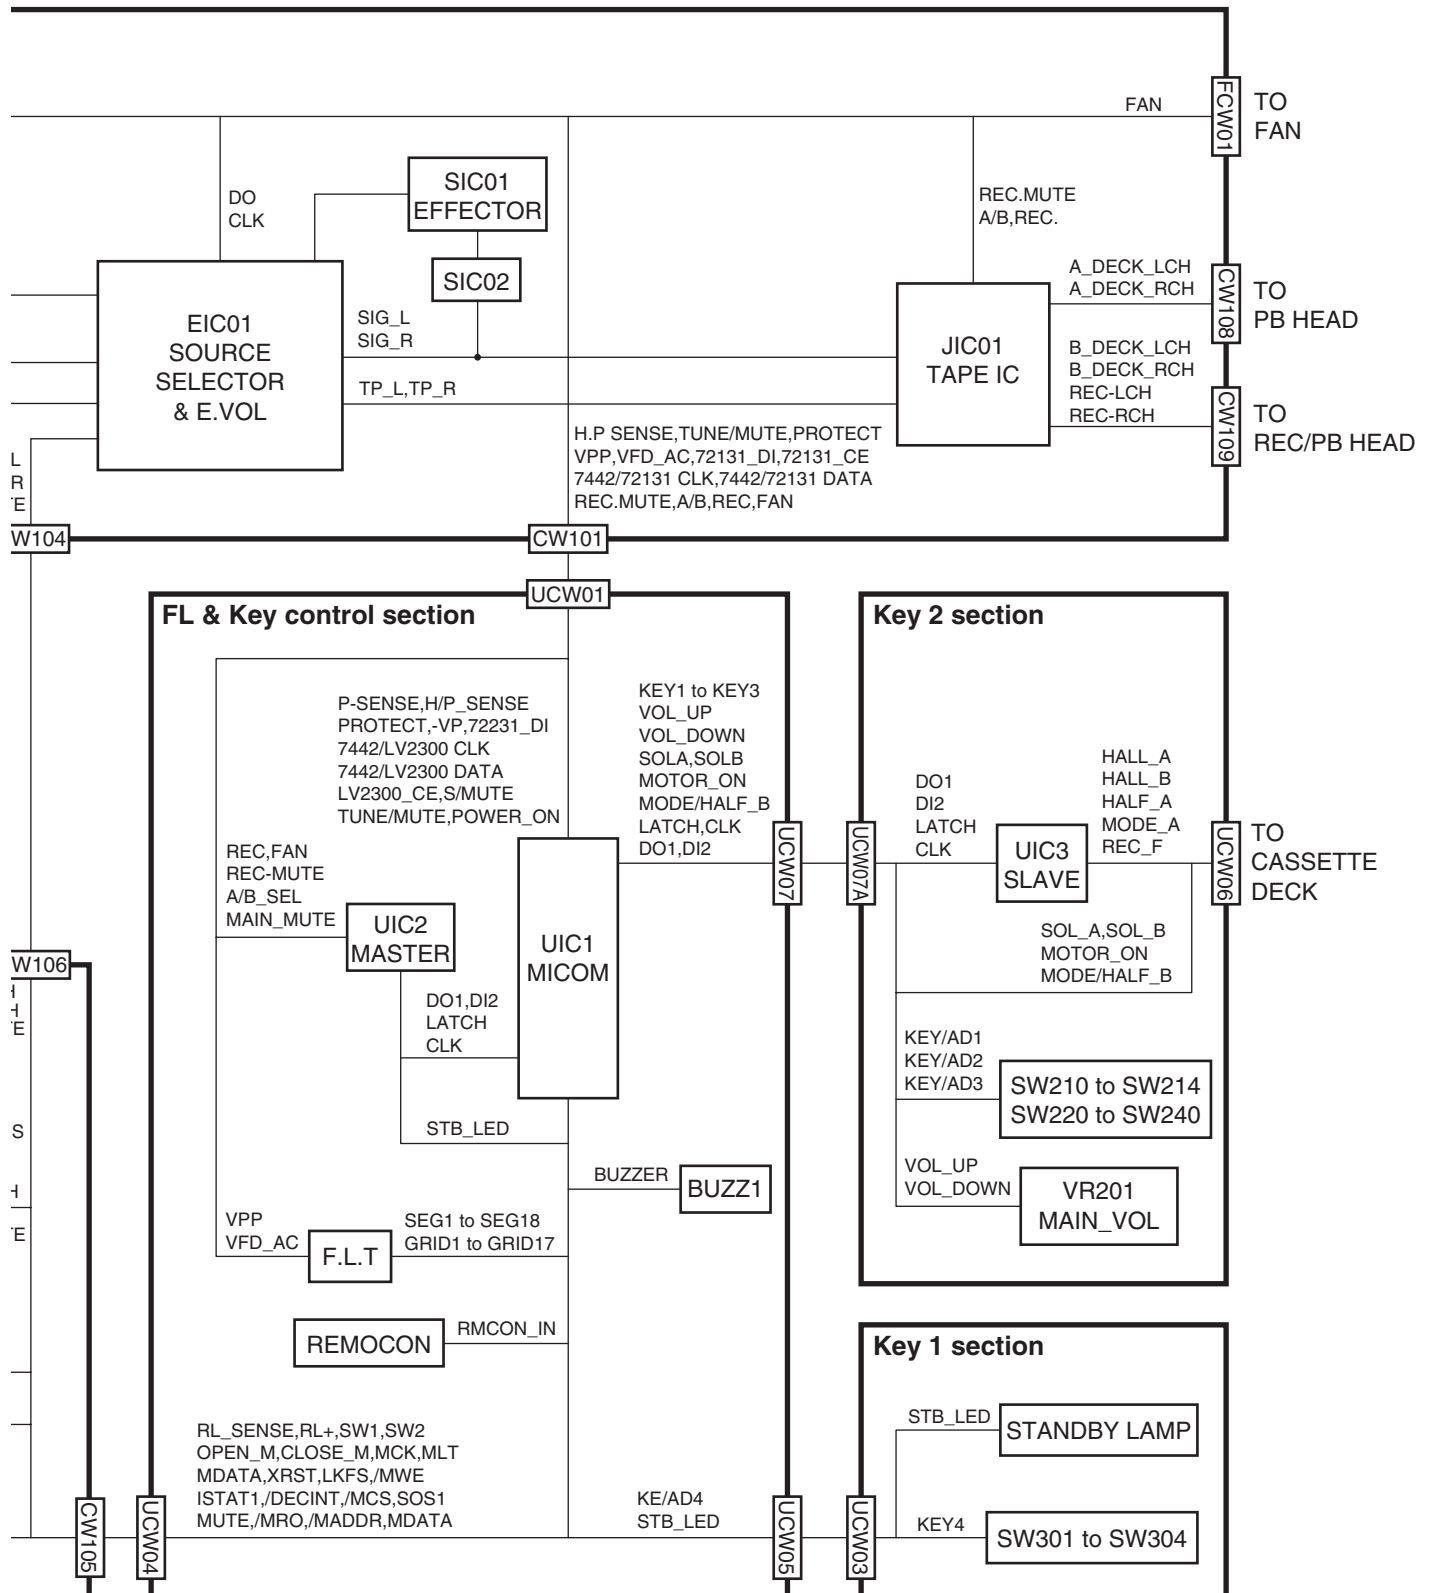 FAN
FCW01
TO
FAN
DO
CLK
SIC01
EFFECTOR
SIC02
REC.MUTE
A/B,REC.
A_DECK_LCH
A_DECK_RCH
CW108
TO
PB HEAD
EIC01
SOURCE
SELECTOR
& E.VOL
SIG_L
SIG_R
TP_L,TP_R
JIC01
TAPE IC
B_DECK_LCH
B_DECK_RCH
REC-LCH
REC-RCH
CW109
TO
REC/PB HEAD
H.P SENSE,TUNE/MUTE,PROTECT
VPP,VFD_AC,72131_DI,72131_CE
7442/72131 CLK,7442/72131 DATA
REC.MUTE,A/B,REC,FAN
L
R
E
W104
CW101
UCW01
FL & Key control section
P-SENSE,H/P_SENSE
PROTECT,-VP,72231_DI
7442/LV2300 CLK
7442/LV2300 DATA
LV2300_CE,S/MUTE
TUNE/MUTE,POWER_ON
KEY1 to KEY3
VOL_UP
VOL_DOWN
SOLA,SOLB
MOTOR_ON
MODE/HALF_B
LATCH,CLK
DO1,DI2
UCW07
REC,FAN
REC-MUTE
A/B_SEL
MAIN_MUTE
UIC2
MASTER
UIC1
MICOM
DO1,DI2
LATCH
CLK
STB_LED
BUZZER
BUZZ1
VPP
VFD_AC
F.L.T
SEG1 to SEG18
GRID1 to GRID17
REMOCON
RMCON_IN
RL_SENSE,RL+,SW1,SW2
OPEN_M,CLOSE_M,MCK,MLT
MDATA,XRST,LKFS,/MWE
ISTAT1,/DECINT,/MCS,SOS1
MUTE,/MRO,/MADDR,MDATA
KE/AD4
STB_LED
W106
H
E
S
H
E
CW105
UCW04
UCW05
Key 2 section
UCW07A
DO1
DI2
LATCH
CLK
UIC3
SLAVE
HALL_A
HALL_B
HALF_A
MODE_A
REC_F
UCW06
TO
CASSETTE
DECK
SOL_A,SOL_B
MOTOR_ON
MODE/HALF_B
KEY/AD1
KEY/AD2
KEY/AD3
SW210 to SW214
SW220 to SW240
VOL_UP
VOL_DOWN
VR201
MAIN_VOL
Key 1 section
STB_LED
STANDBY LAMP
UCW03
KEY4
SW301 to SW304